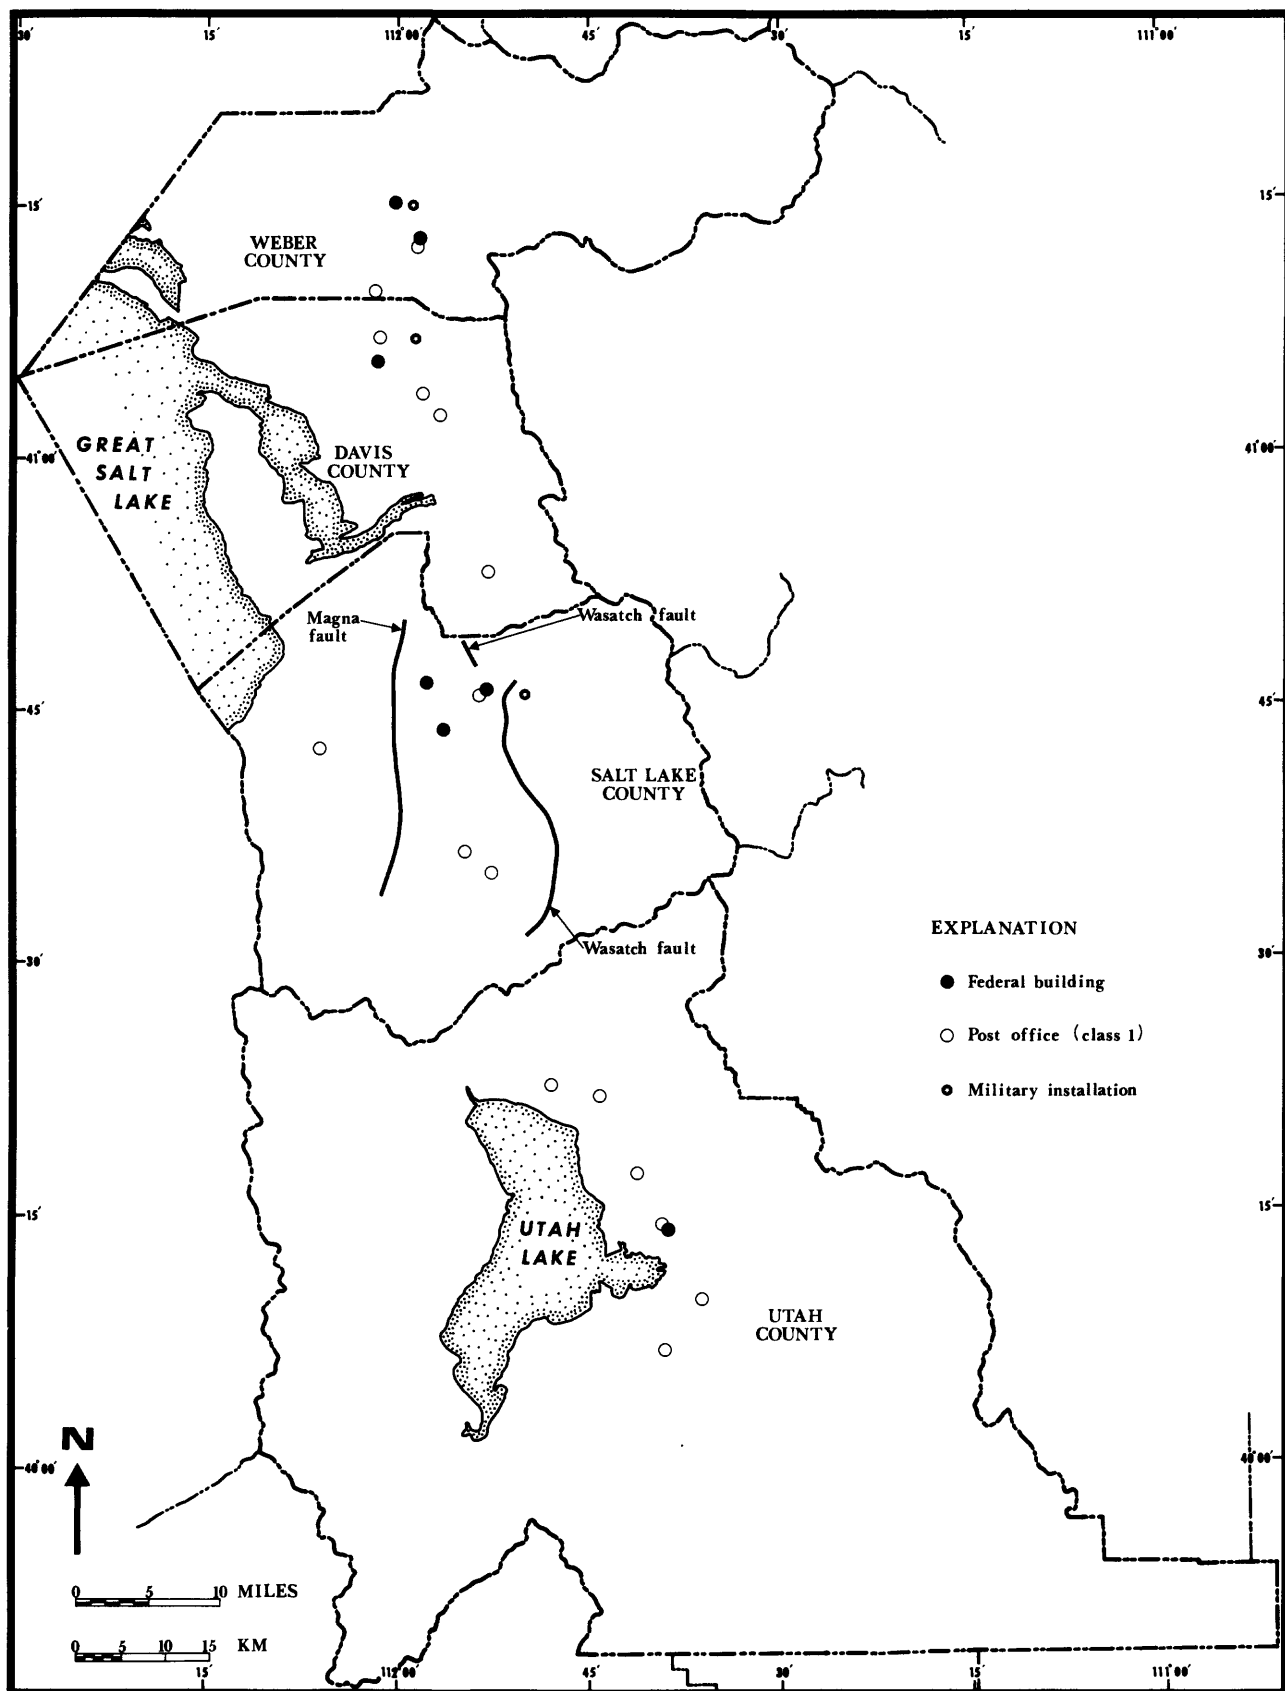 30′ 15′ 112°00′ 45′ 30′ 15′ 111°00′
15′ 15′
WEBER
COUNTY
GREAT
SALT
LAKE
DAVIS
COUNTY
41°00′ 41°00′
Magna
fault
Wasatch fault
45′ 45′
SALT LAKE
COUNTY
EXPLANATION
Wasatch fault
30′ 30′
Federal building
Post office (class 1)
Military installation
15′ 15′
UTAH
LAKE
UTAH
COUNTY
N
40°00′ 40°00′
0 5 10 MILES
0 5 10 15 KM
15′ 112°00′ 45′ 30′ 15′ 111°00′